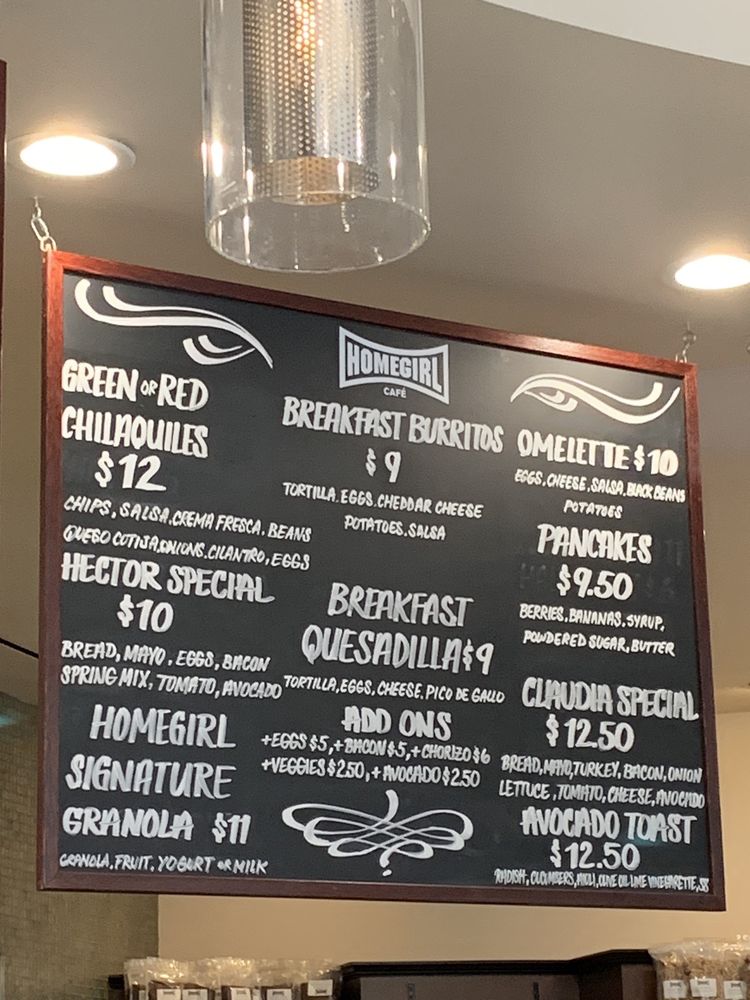 GREEN OR RED
CHILAQUILES
$12
CHIPS, SALSA, CREMA FRESCA, BEANS
QUESO COTIJA, ONIONS, CILANTRO, EGGS
HECTOR SPECIAL
$10
BREAD, MAYO, EGGS, BACON
SPRING MIX, TOMATO, AVOCADO
HOMEGIRL
SIGNATURE
GRANOLA $11
GRANOLA, FRUIT, YOGURT OR MILK
HOMEGIRL
CAFÉ
BREAKFAST BURRITOS
$9
TORTILLA, EGGS, CHEDDAR CHEESE
POTATOES, SALSA
BREAKFAST
QUESADILLA $9
TORTILLA, EGGS, CHEESE, PICO DE GALLO
ADD ONS
+EGGS $5, +BACON $5, +CHORIZO $6
+VEGGIES $2.50, +AVOCADO $2.50
OMELETTE $10
EGGS, CHEESE, SALSA, BLACK BEANS
POTATOES
PANCAKES
$9.50
BERRIES, BANANAS, SYRUP,
POWDERED SUGAR, BUTTER
CLAUDIA SPECIAL
$12.50
BREAD, MAYO, TURKEY, BACON, ONION
LETTUCE, TOMATO, CHEESE, AVOCADO
AVOCADO TOAST
$12.50
RADISH, CUCUMBERS, OLIVE OIL LIME VINEGARETTE,